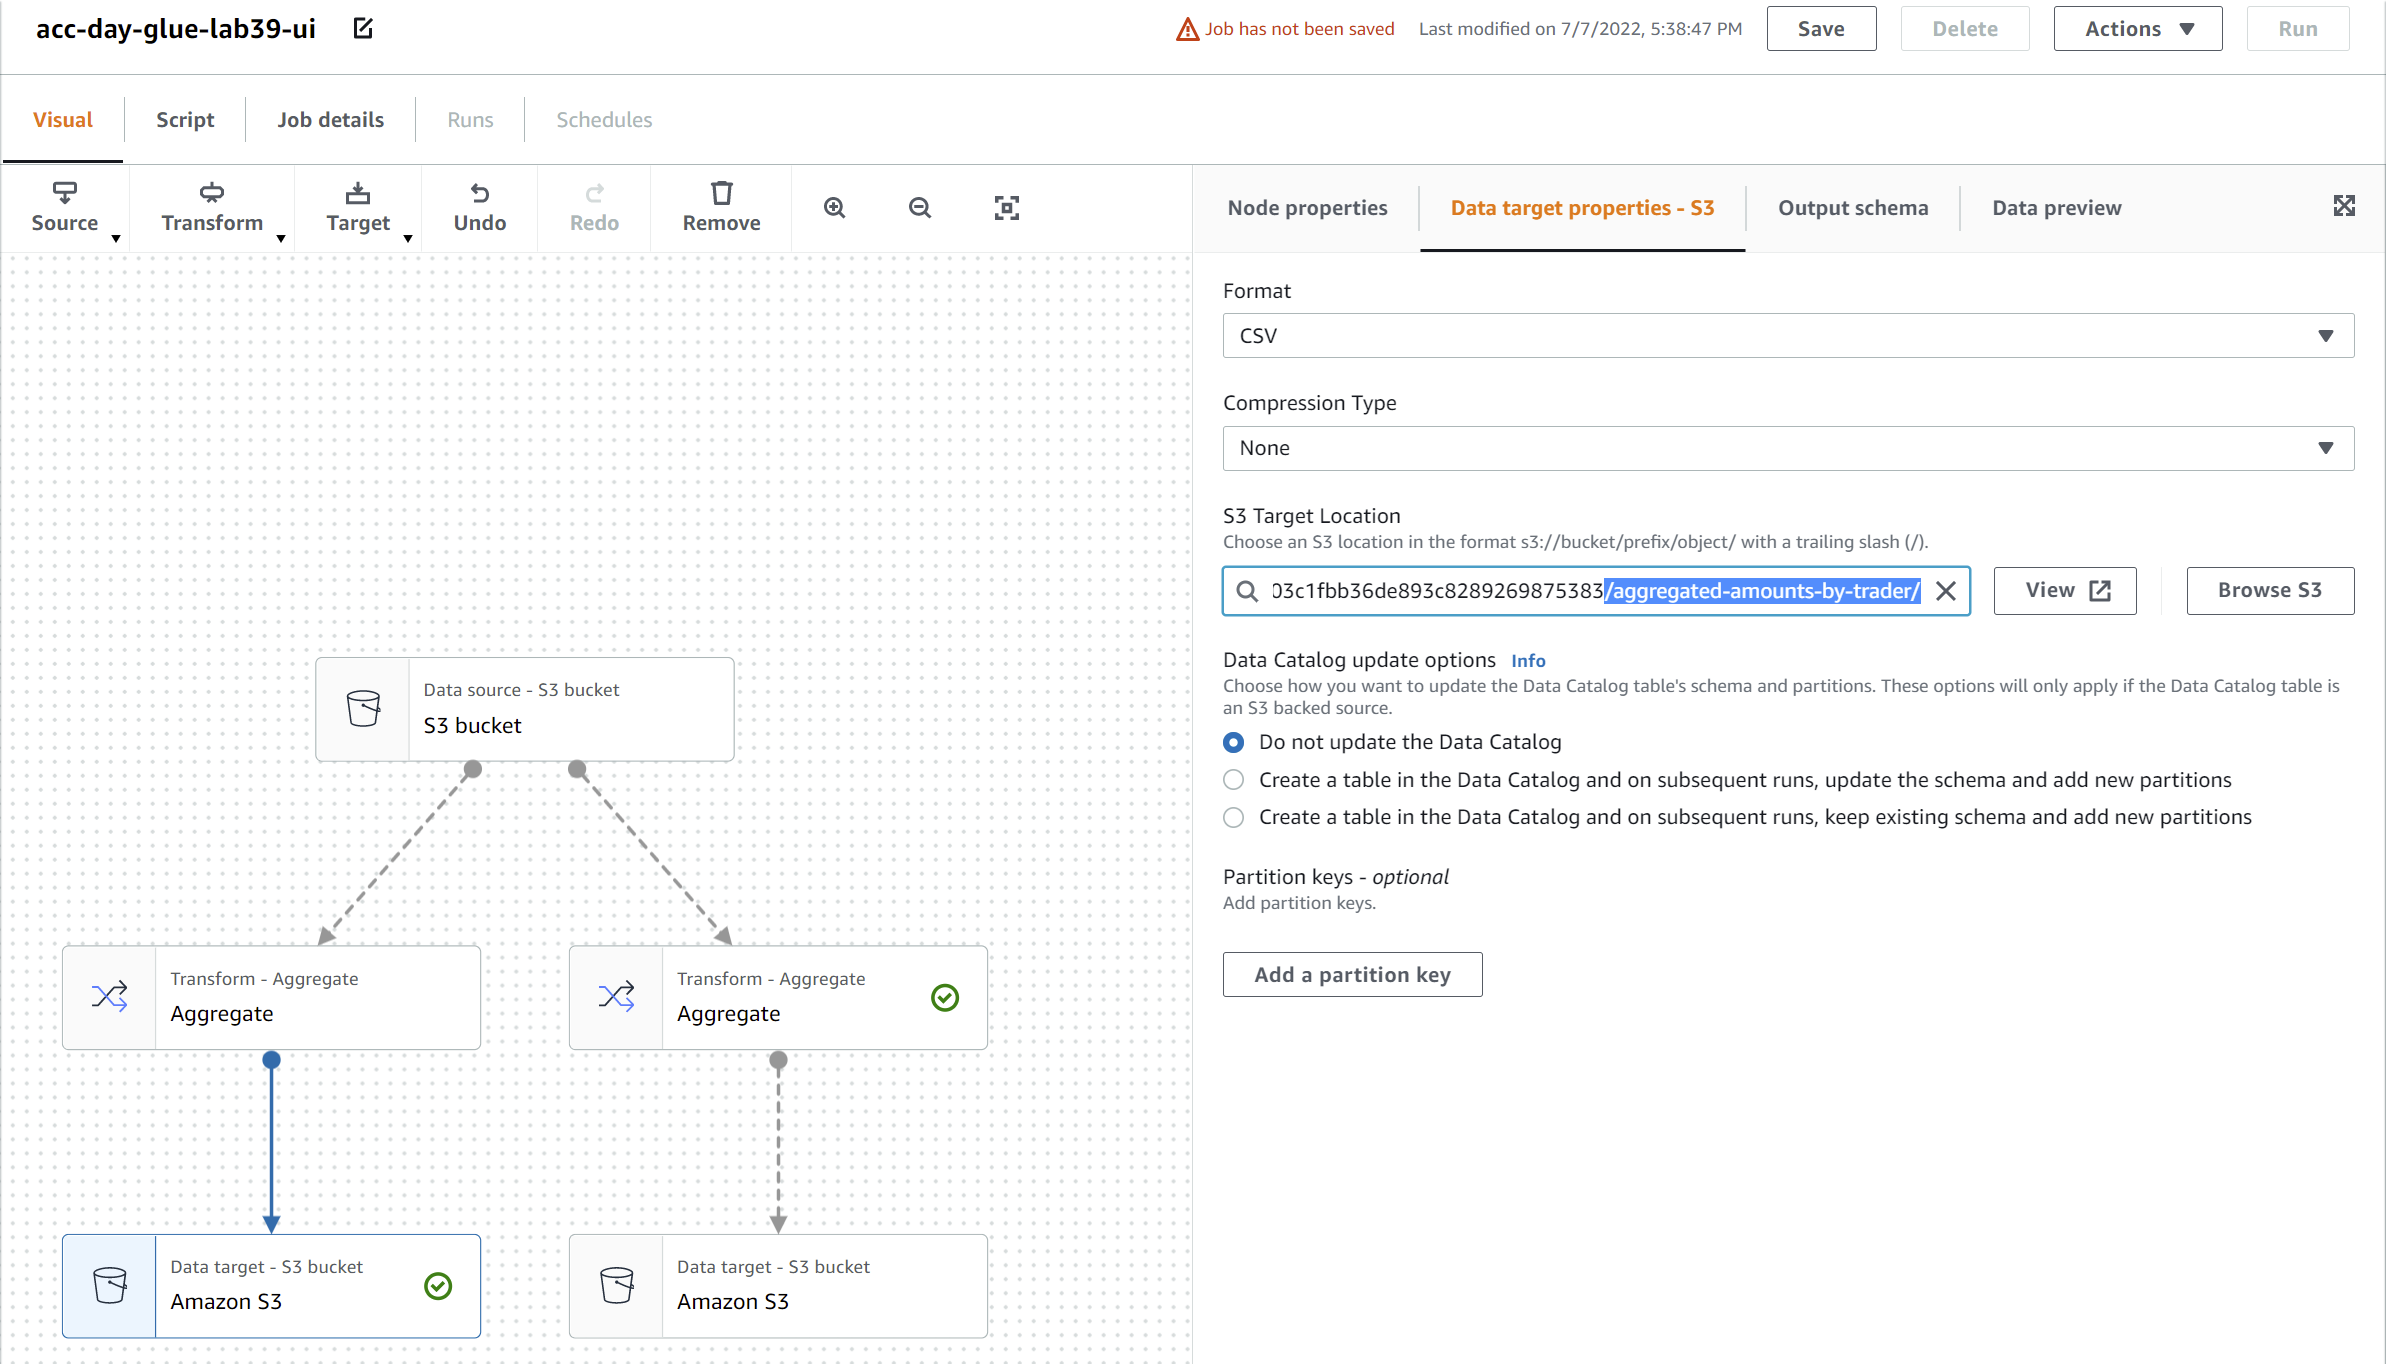 acc-day-glue-lab39-ui
Job has not been saved
Last modified on 7/7/2022, 5:38:47 PM
Save
Delete
Actions
Run
Visual
Script
Job details
Runs
Schedules
Source
Transform
Target
Undo
Redo
Remove
Node properties
Data target properties - S3
Output schema
Data preview
Data source - S3 bucket
S3 bucket
Transform - Aggregate
Aggregate
Transform - Aggregate
Aggregate
Data target - S3 bucket
Amazon S3
Data target - S3 bucket
Amazon S3
Format
CSV
Compression Type
None
S3 Target Location
Choose an S3 location in the format s3://bucket/prefix/object/ with a trailing slash (/).
03c1fbb36de893c8289269875383/aggregated-amounts-by-trader/
View
Browse S3
Data Catalog update options Info
Choose how you want to update the Data Catalog table's schema and partitions. These options will only apply if the Data Catalog table is
an S3 backed source.
Do not update the Data Catalog
Create a table in the Data Catalog and on subsequent runs, update the schema and add new partitions
Create a table in the Data Catalog and on subsequent runs, keep existing schema and add new partitions
Partition keys - optional
Add partition keys.
Add a partition key